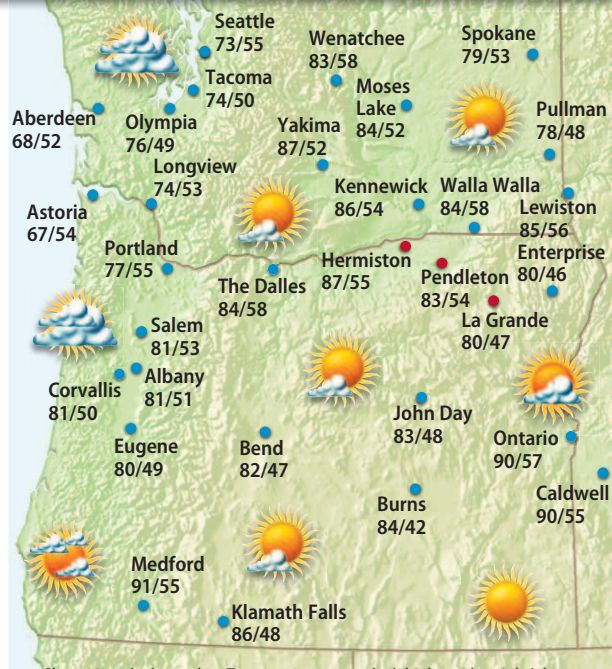 Seattle
73/55
Wenatchee
83/58
Spokane
79/53
Tacoma
74/50
Moses
Lake
84/52
Aberdeen
68/52
Olympia
76/49
Yakima
87/52
Pullman
78/48
Longview
74/53
Kennewick
86/54
Walla Walla
84/58
Lewiston
85/56
Astoria
67/54
Portland
77/55
The Dalles
84/58
Hermiston
87/55
Pendleton
83/54
Enterprise
80/46
La Grande
80/47
Salem
81/53
Albany
81/51
Corvallis
81/50
John Day
83/48
Eugene
80/49
Bend
82/47
Ontario
90/57
Caldwell
90/55
Burns
84/42
Medford
91/55
Klamath Falls
86/48